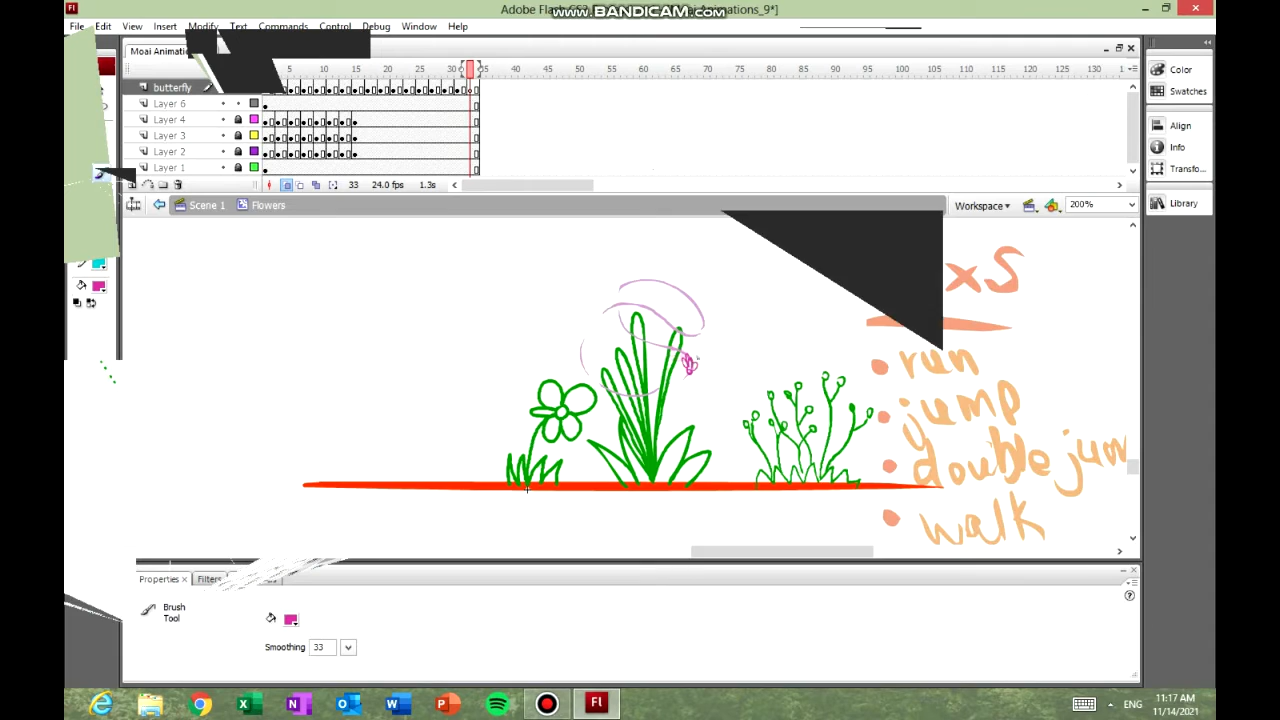 Adobe Flash CS3
www.BANDICAM.com
Animations_9*]
File Edit View Insert Modify Text Commands Control Debug Window Help
Moai Animatio
5 10 15 20 25 30 35 40 45 50 55 60 65 70 75 80 85 90 95 100 105 110 115 120 125 130 1
butterfly
Layer 6
Layer 4
Layer 3
Layer 2
Layer 1
33 24.0 fps 1.3s
Scene 1 Flowers Workspace 200%
Color
Swatches
Align
Info
Transfo...
Library
xS
run
jump
double jum
walk
Properties Filters
Brush
Tool
Smoothing 33
ENG
11:17 AM
11/14/2021